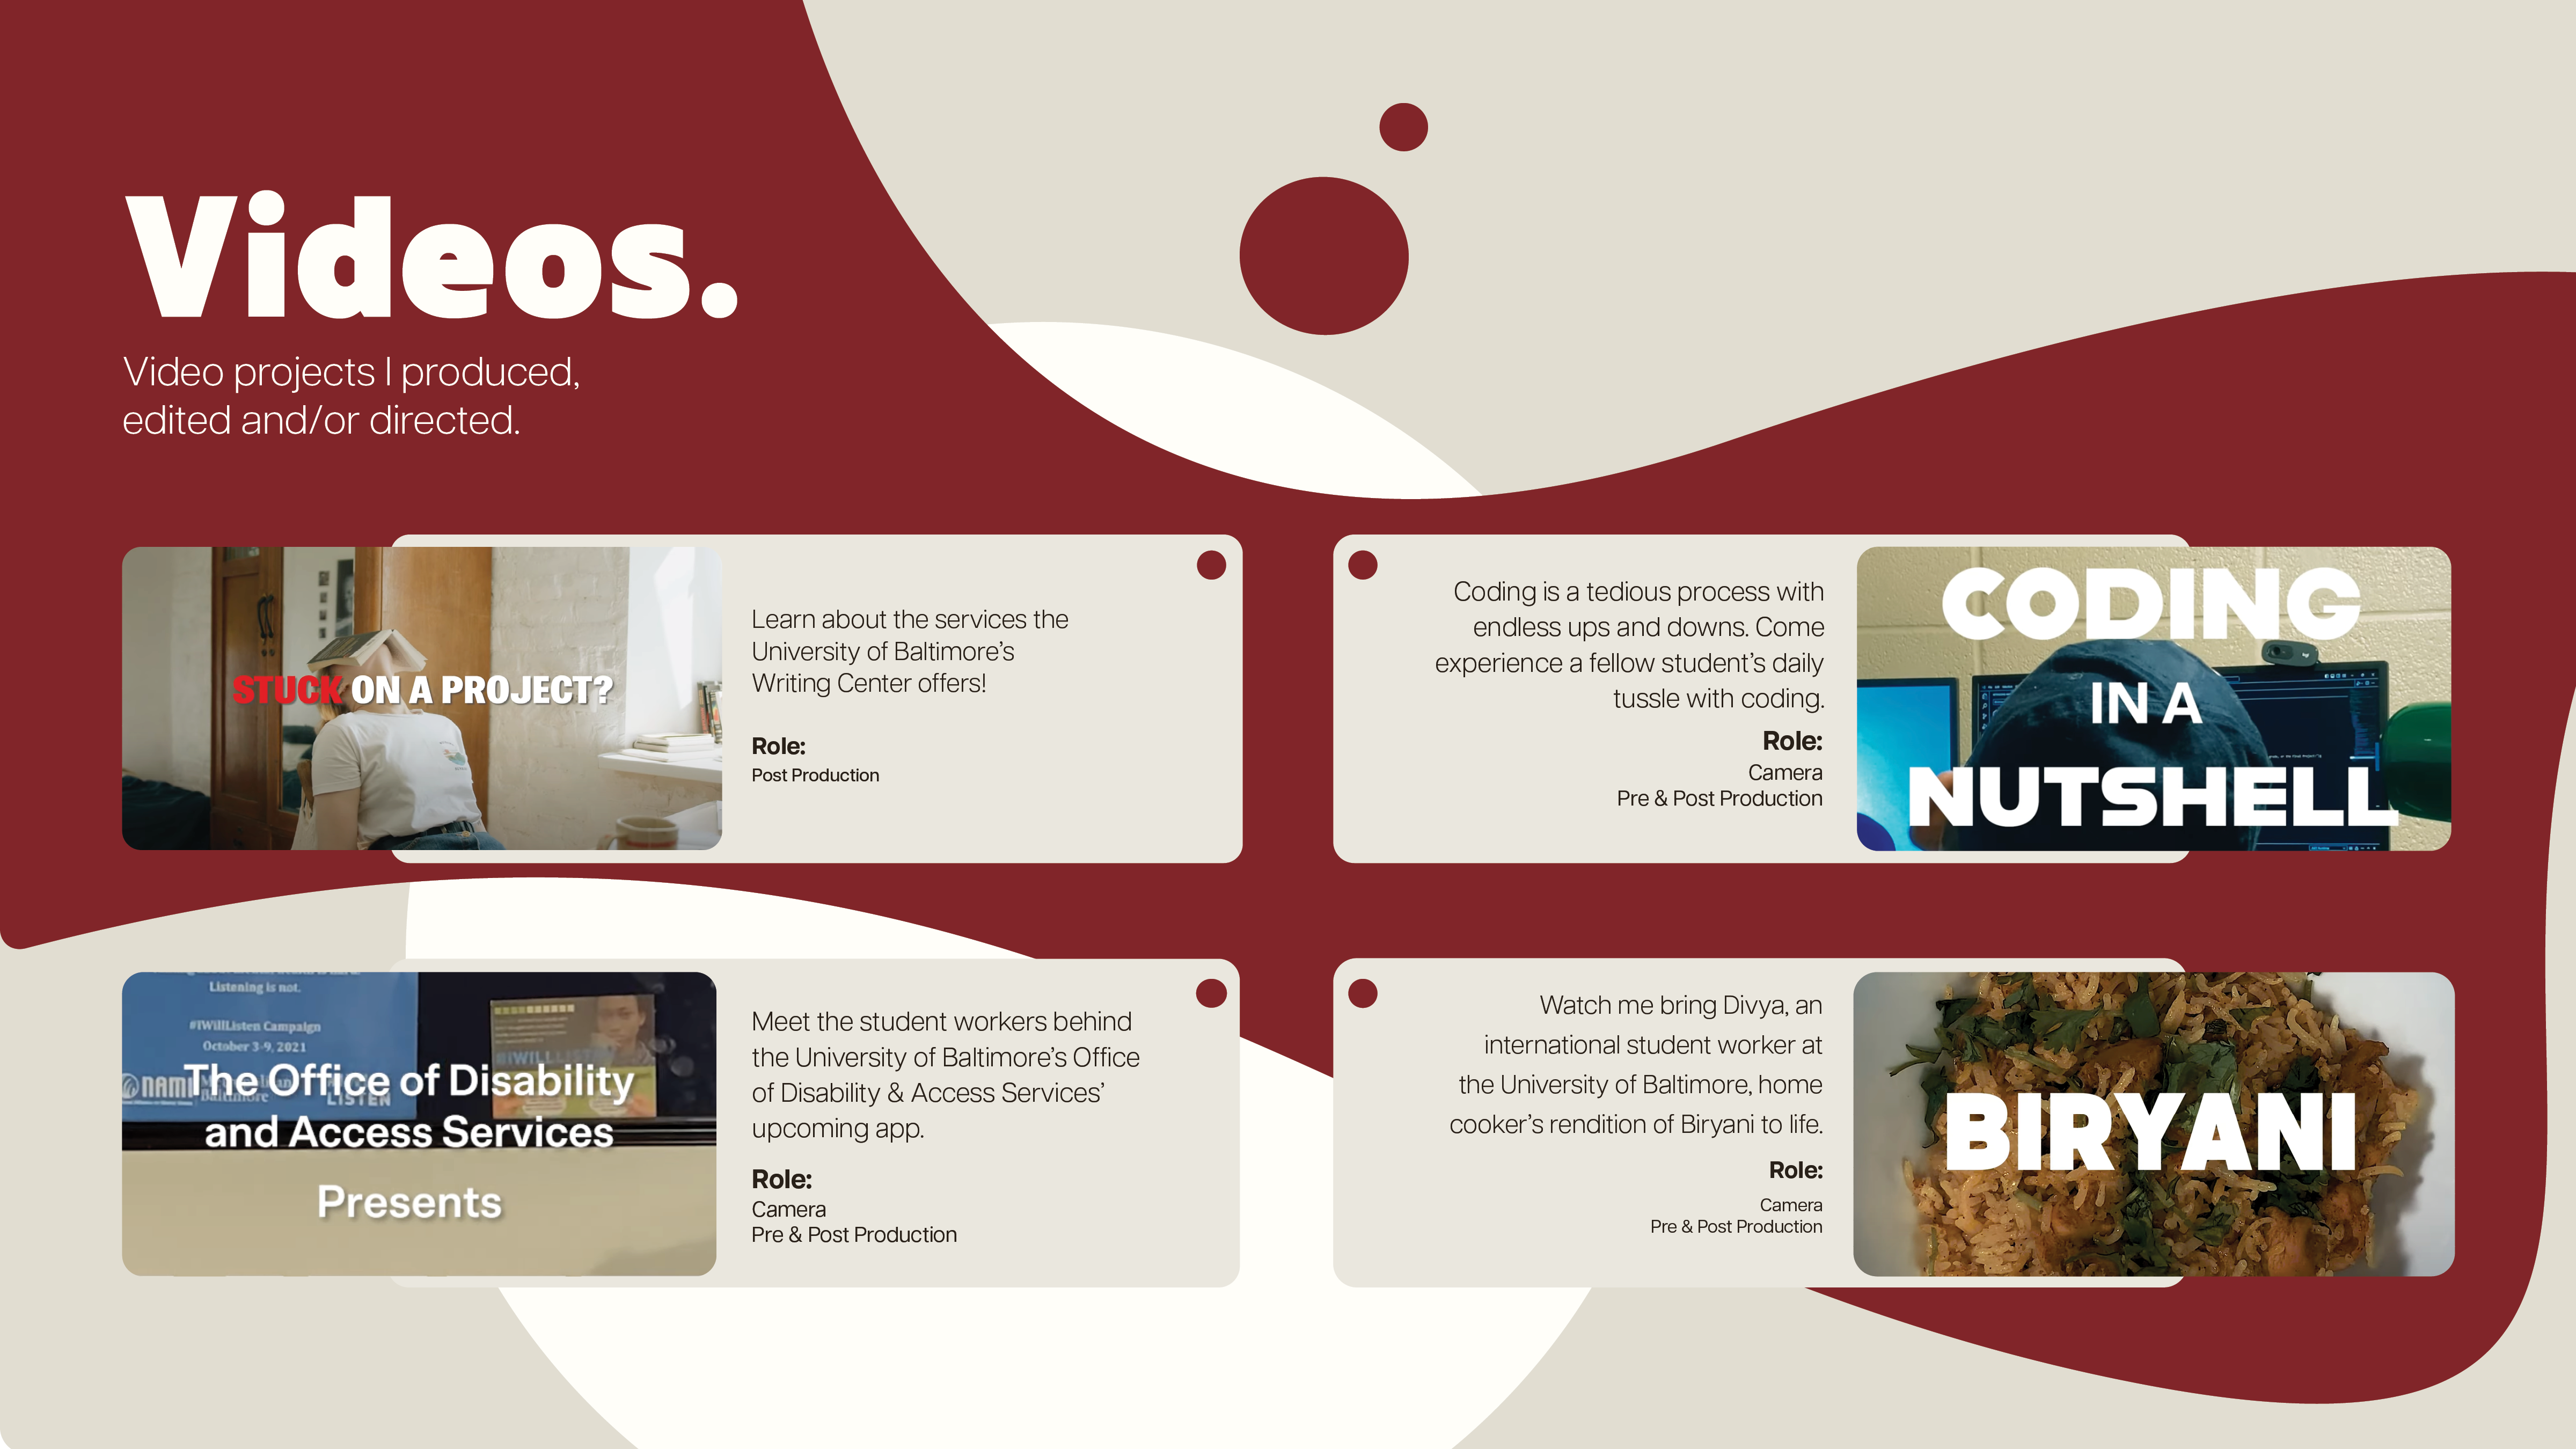 Videos.
Video projects I produced,
edited and/or directed.
STUCK ON A PROJECT?
Learn about the services the
University of Baltimore’s
Writing Center offers!
Role:
Post Production
Coding is a tedious process with
endless ups and downs. Come
experience a fellow student’s daily
tussle with coding.
Role:
Camera
Pre & Post Production
CODING
IN A
NUTSHELL
Listening is not.
#IWillListen Campaign
October 3-9, 2021
NAMI
Baltimore
LISTEN
The Office of Disability
and Access Services
Presents
Meet the student workers behind
the University of Baltimore’s Office
of Disability & Access Services’
upcoming app.
Role:
Camera
Pre & Post Production
Watch me bring Divya, an
international student worker at
the University of Baltimore, home
cooker’s rendition of Biryani to life.
Role:
Camera
Pre & Post Production
BIRYANI